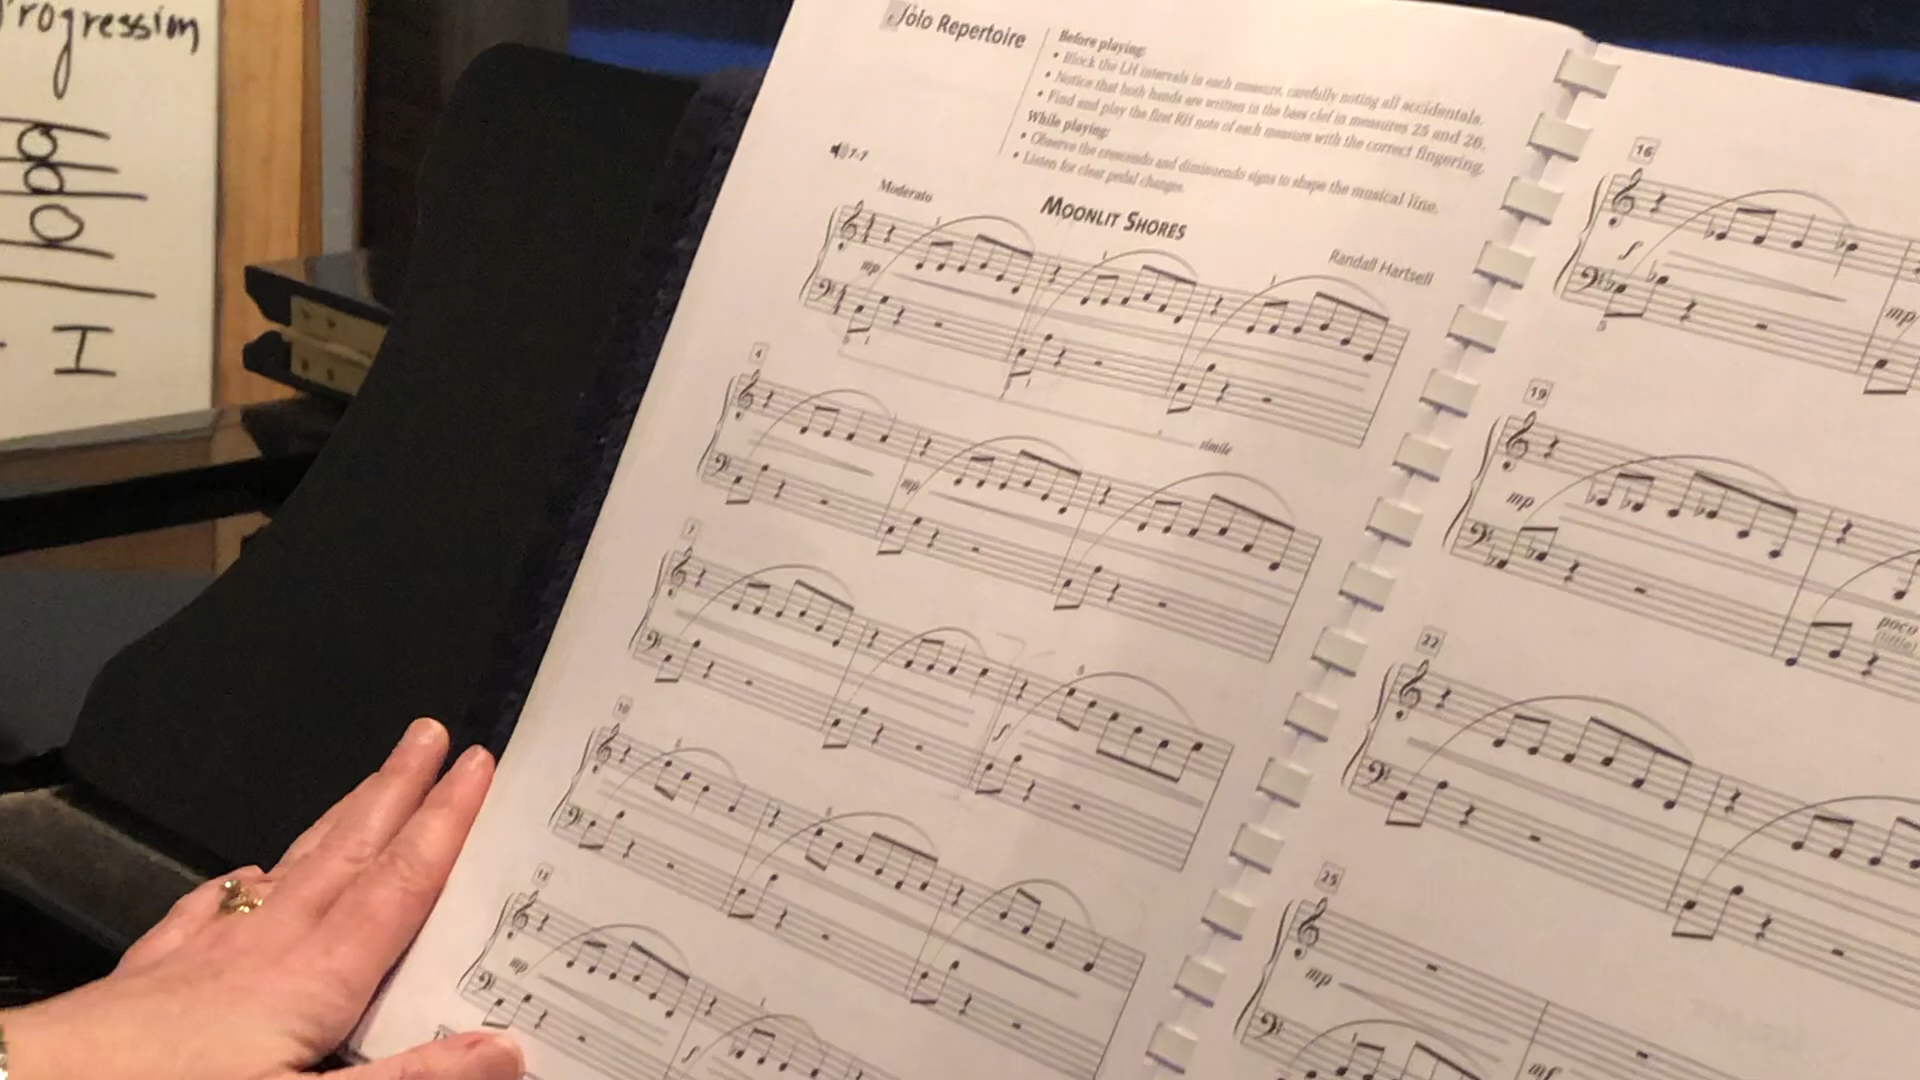 Progression
I
Solo Repertoire
Before playing:
• Block the LH intervals in each measure, carefully noting all accidentals.
• Notice that both hands are written in the bass clef in measures 25 and 26.
• Find and play the first RH note of each measure with the correct fingering.
While playing:
• Observe the crescendo and diminuendo signs to shape the musical line.
• Listen for clear pedal changes.
7-7
MOONLIT SHORES
Randall Hartsell
Moderato
mp
simile
4
mp
7
f
10
13
mp
f
16
f
mp
19
mp
poco
(little)
22
25
mp
mf